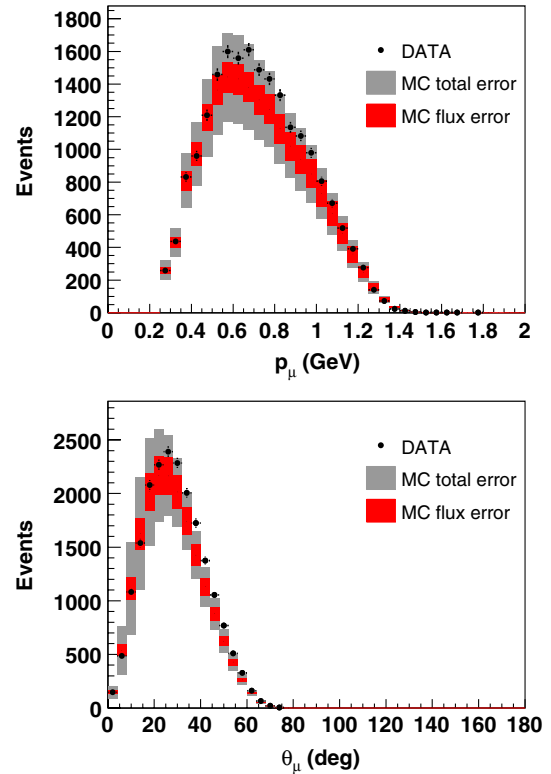 1800
1600
1400
1200
1000
800
600
400
200
0
Events
DATA
MC total error
MC flux error
0 0.2 0.4 0.6 0.8 1 1.2 1.4 1.6 1.8 2
p_μ (GeV)
2500
2000
1500
1000
500
0
Events
DATA
MC total error
MC flux error
0 20 40 60 80 100 120 140 160 180
θ_μ (deg)